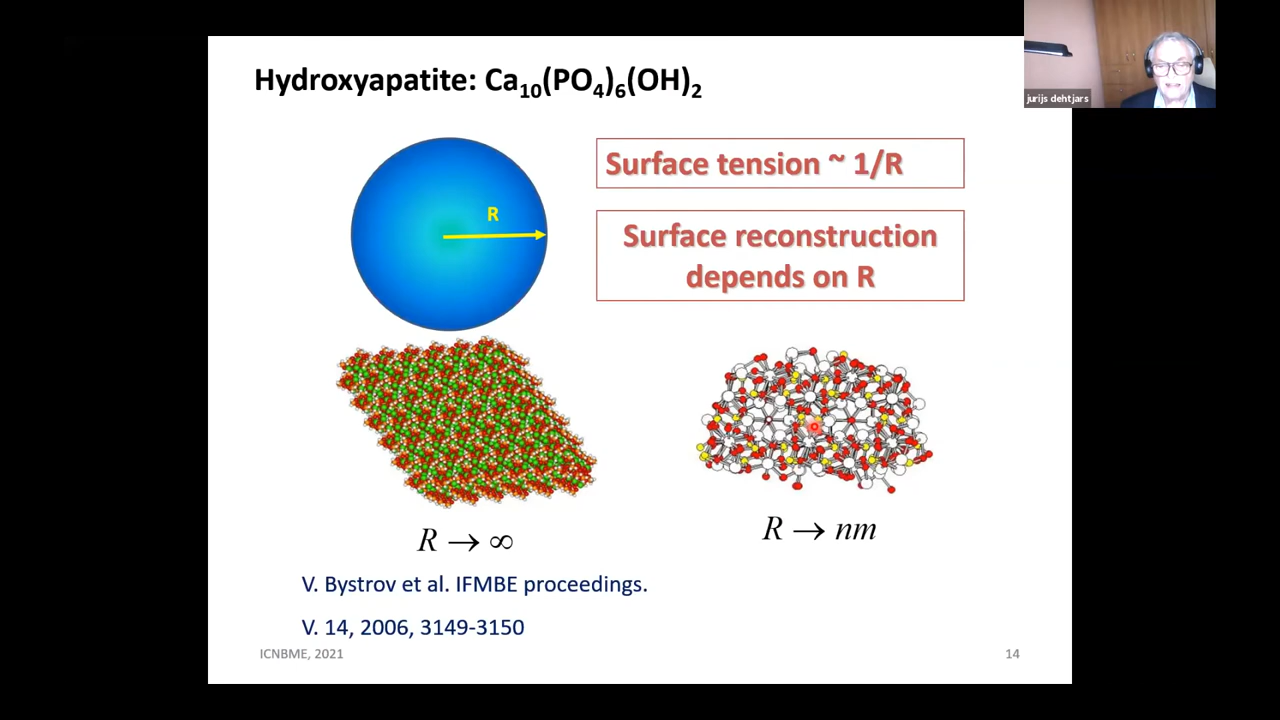 Hydroxyapatite: Ca10(PO4)6(OH)2
jurijs dehtjars
Surface tension ~ 1/R
R
Surface reconstruction
depends on R
R → ∞
R → nm
V. Bystrov et al. IFMBE proceedings.
V. 14, 2006, 3149-3150
ICNBME, 2021
14